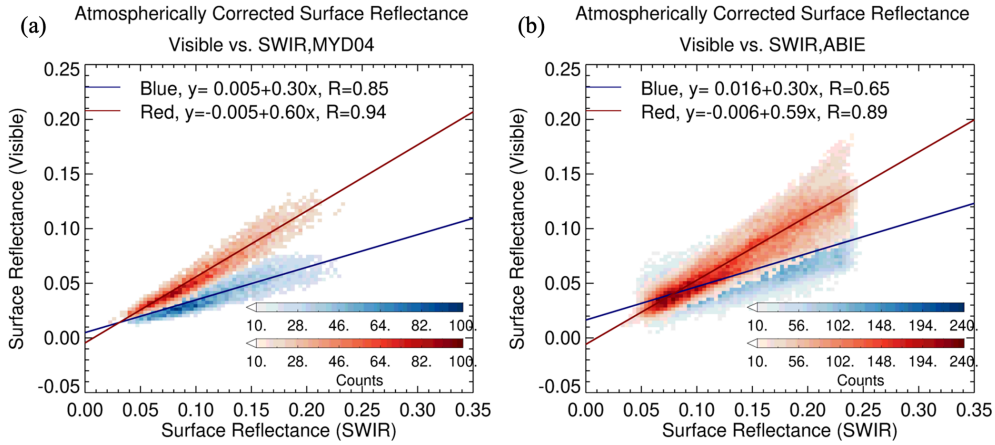 (a)
Atmospherically Corrected Surface Reflectance
Visible vs. SWIR,MYD04
Blue, y= 0.005+0.30x, R=0.85
Red, y=-0.005+0.60x, R=0.94
Surface Reflectance (Visible)
0.25
0.20
0.15
0.10
0.05
0.00
-0.05
10. 28. 46. 64. 82. 100.
10. 28. 46. 64. 82. 100.
Counts
0.00 0.05 0.10 0.15 0.20 0.25 0.30 0.35
Surface Reflectance (SWIR)
(b)
Atmospherically Corrected Surface Reflectance
Visible vs. SWIR,ABIE
Blue, y= 0.016+0.30x, R=0.65
Red, y=-0.006+0.59x, R=0.89
Surface Reflectance (Visible)
0.25
0.20
0.15
0.10
0.05
0.00
-0.05
10. 56. 102. 148. 194. 240.
10. 56. 102. 148. 194. 240.
Counts
0.00 0.05 0.10 0.15 0.20 0.25 0.30 0.35
Surface Reflectance (SWIR)